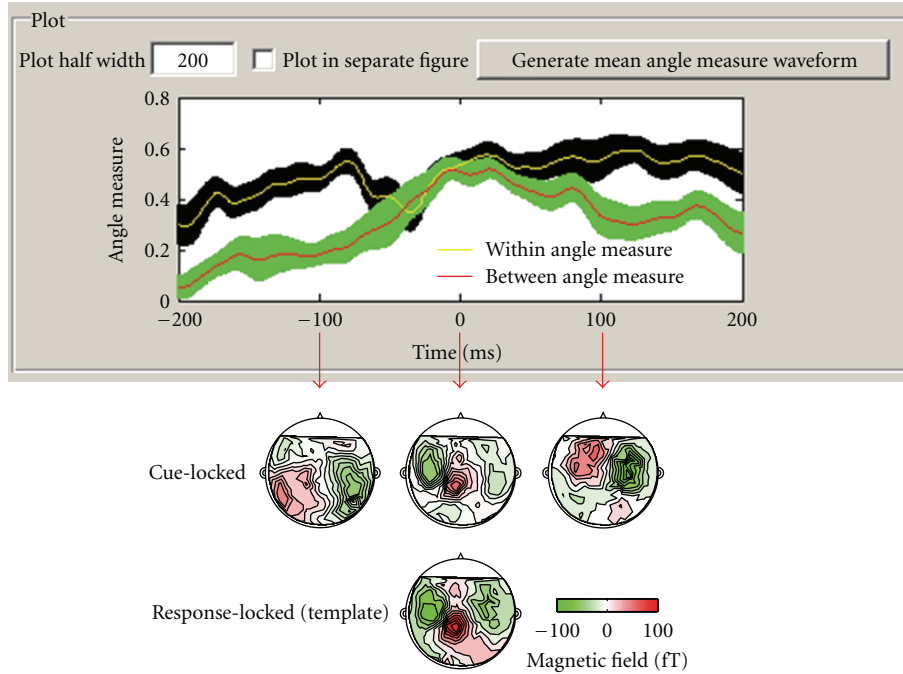 Plot
Plot half width 200 Plot in separate figure Generate mean angle measure waveform
0.8
0.6
0.4
0.2
0
Angle measure
Within angle measure
Between angle measure
−200 −100 0 100 200
Time (ms)
Cue-locked
Response-locked (template)
−100 0 100
Magnetic field (fT)